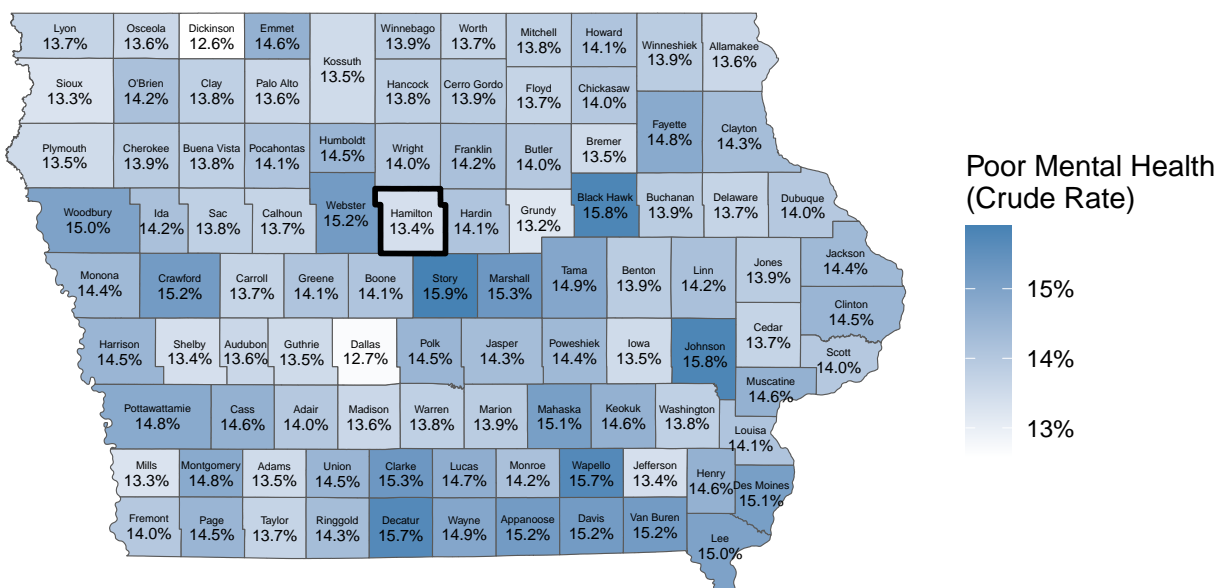 Lyon
13.7%
Osceola
13.6%
Dickinson
12.6%
Emmet
14.6%
Kossuth
13.5%
Winnebago
13.9%
Worth
13.7%
Mitchell
13.8%
Howard
14.1%
Winneshiek
13.9%
Allamakee
13.6%
Sioux
13.3%
O'Brien
14.2%
Clay
13.8%
Palo Alto
13.6%
Hancock
13.8%
Cerro Gordo
13.9%
Floyd
13.7%
Chickasaw
14.0%
Fayette
14.8%
Clayton
14.3%
Plymouth
13.5%
Cherokee
13.9%
Buena Vista
13.8%
Pocahontas
14.1%
Humboldt
14.5%
Wright
14.0%
Franklin
14.2%
Butler
14.0%
Bremer
13.5%
Woodbury
15.0%
Ida
14.2%
Sac
13.8%
Calhoun
13.7%
Webster
15.2%
Hamilton
13.4%
Hardin
14.1%
Grundy
13.2%
Black Hawk
15.8%
Buchanan
13.9%
Delaware
13.7%
Dubuque
14.0%
Monona
14.4%
Crawford
15.2%
Carroll
13.7%
Greene
14.1%
Boone
14.1%
Story
15.9%
Marshall
15.3%
Tama
14.9%
Benton
13.9%
Linn
14.2%
Jones
13.9%
Jackson
14.4%
Clinton
14.5%
Harrison
14.5%
Shelby
13.4%
Audubon
13.6%
Guthrie
13.5%
Dallas
12.7%
Polk
14.5%
Jasper
14.3%
Poweshiek
14.4%
Iowa
13.5%
Johnson
15.8%
Cedar
13.7%
Scott
14.0%
Muscatine
14.6%
Pottawattamie
14.8%
Cass
14.6%
Adair
14.0%
Madison
13.6%
Warren
13.8%
Marion
13.9%
Mahaska
15.1%
Keokuk
14.6%
Washington
13.8%
Louisa
14.1%
Mills
13.3%
Montgomery
14.8%
Adams
13.5%
Union
14.5%
Clarke
15.3%
Lucas
14.7%
Monroe
14.2%
Wapello
15.7%
Jefferson
13.4%
Henry
14.6%
Des Moines
15.1%
Fremont
14.0%
Page
14.5%
Taylor
13.7%
Ringgold
14.3%
Decatur
15.7%
Wayne
14.9%
Appanoose
15.2%
Davis
15.2%
Van Buren
15.2%
Lee
15.0%
Poor Mental Health
(Crude Rate)
15%
14%
13%